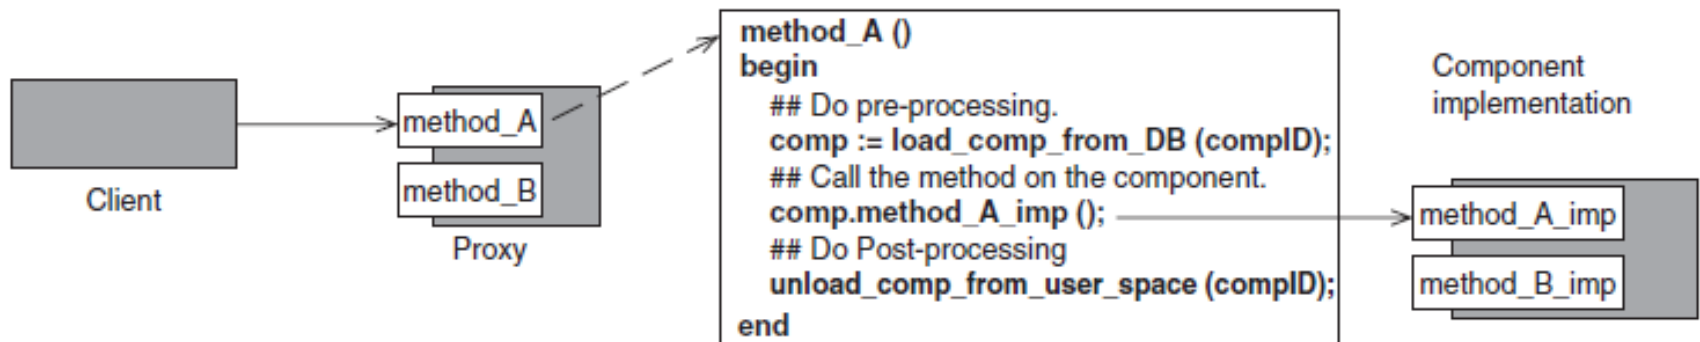 Client
method_A
method_B
Proxy
method_A ()
begin
## Do pre-processing.
comp := load_comp_from_DB (compID);
## Call the method on the component.
comp.method_A_imp ();
## Do Post-processing
unload_comp_from_user_space (compID);
end
Component
implementation
method_A_imp
method_B_imp